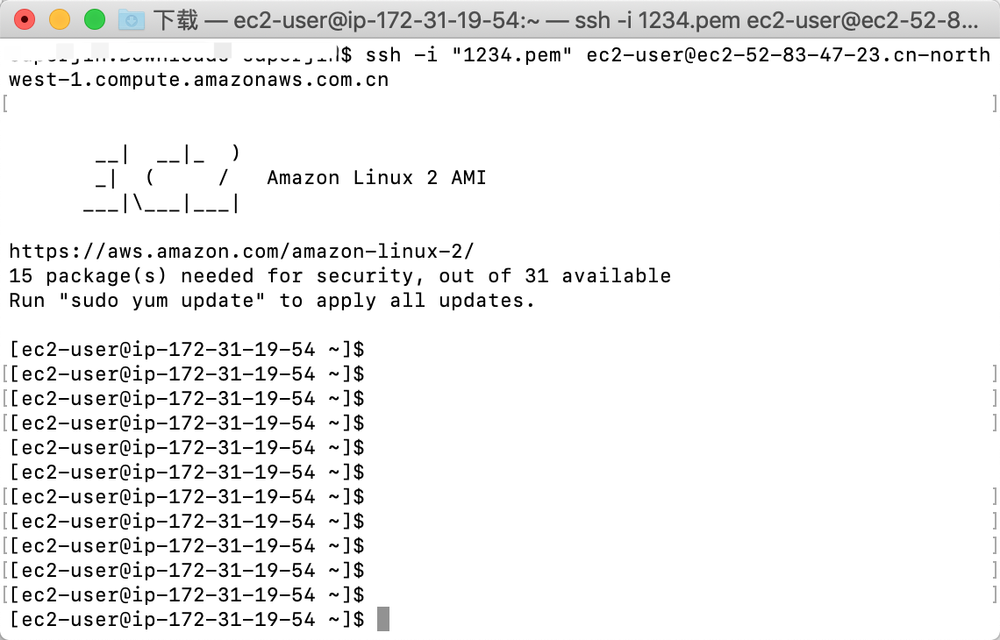 下载 — ec2-user@ip-172-31-19-54:~ — ssh -i 1234.pem ec2-user@ec2-52-8...
$ ssh -i "1234.pem" ec2-user@ec2-52-83-47-23.cn-north
west-1.compute.amazonaws.com.cn
[ ]
       __|  __|_  )
       _|  (     /   Amazon Linux 2 AMI
      ___|\___|___|
https://aws.amazon.com/amazon-linux-2/
15 package(s) needed for security, out of 31 available
Run "sudo yum update" to apply all updates.
[ec2-user@ip-172-31-19-54 ~]$
[[ec2-user@ip-172-31-19-54 ~]$ ]
[[ec2-user@ip-172-31-19-54 ~]$ ]
[[ec2-user@ip-172-31-19-54 ~]$ ]
[ec2-user@ip-172-31-19-54 ~]$
[ec2-user@ip-172-31-19-54 ~]$
[[ec2-user@ip-172-31-19-54 ~]$ ]
[[ec2-user@ip-172-31-19-54 ~]$ ]
[[ec2-user@ip-172-31-19-54 ~]$ ]
[[ec2-user@ip-172-31-19-54 ~]$ ]
[[ec2-user@ip-172-31-19-54 ~]$ ]
[ec2-user@ip-172-31-19-54 ~]$